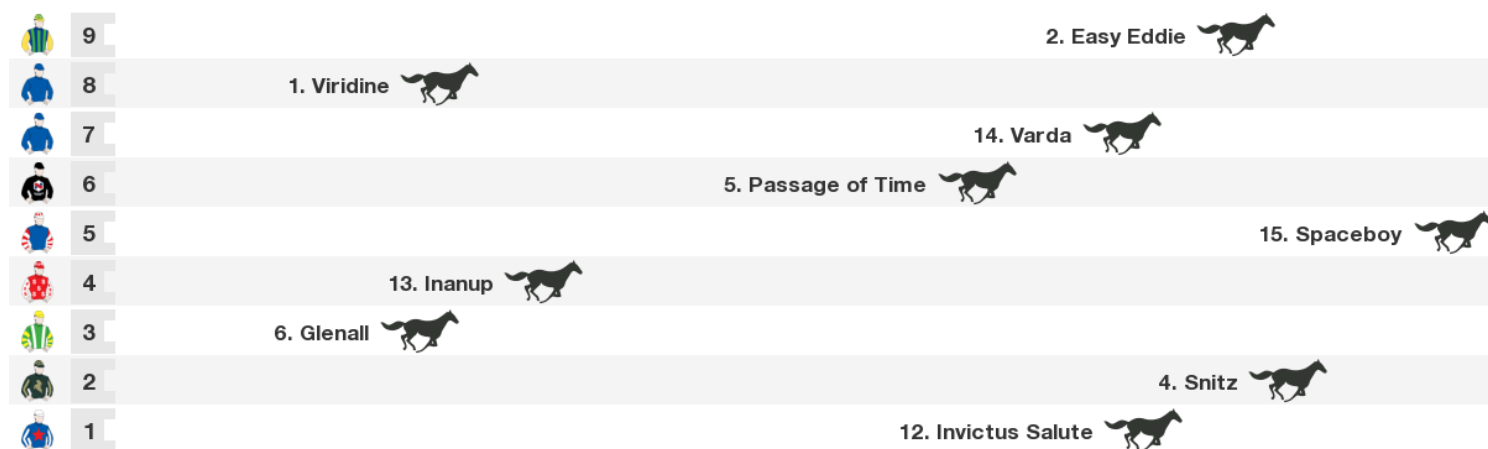 9 2. Easy Eddie
8 1. Viridine
7 14. Varda
6 5. Passage of Time
5 15. Spaceboy
4 13. Inanup
3 6. Glenall
2 4. Snitz
1 12. Invictus Salute